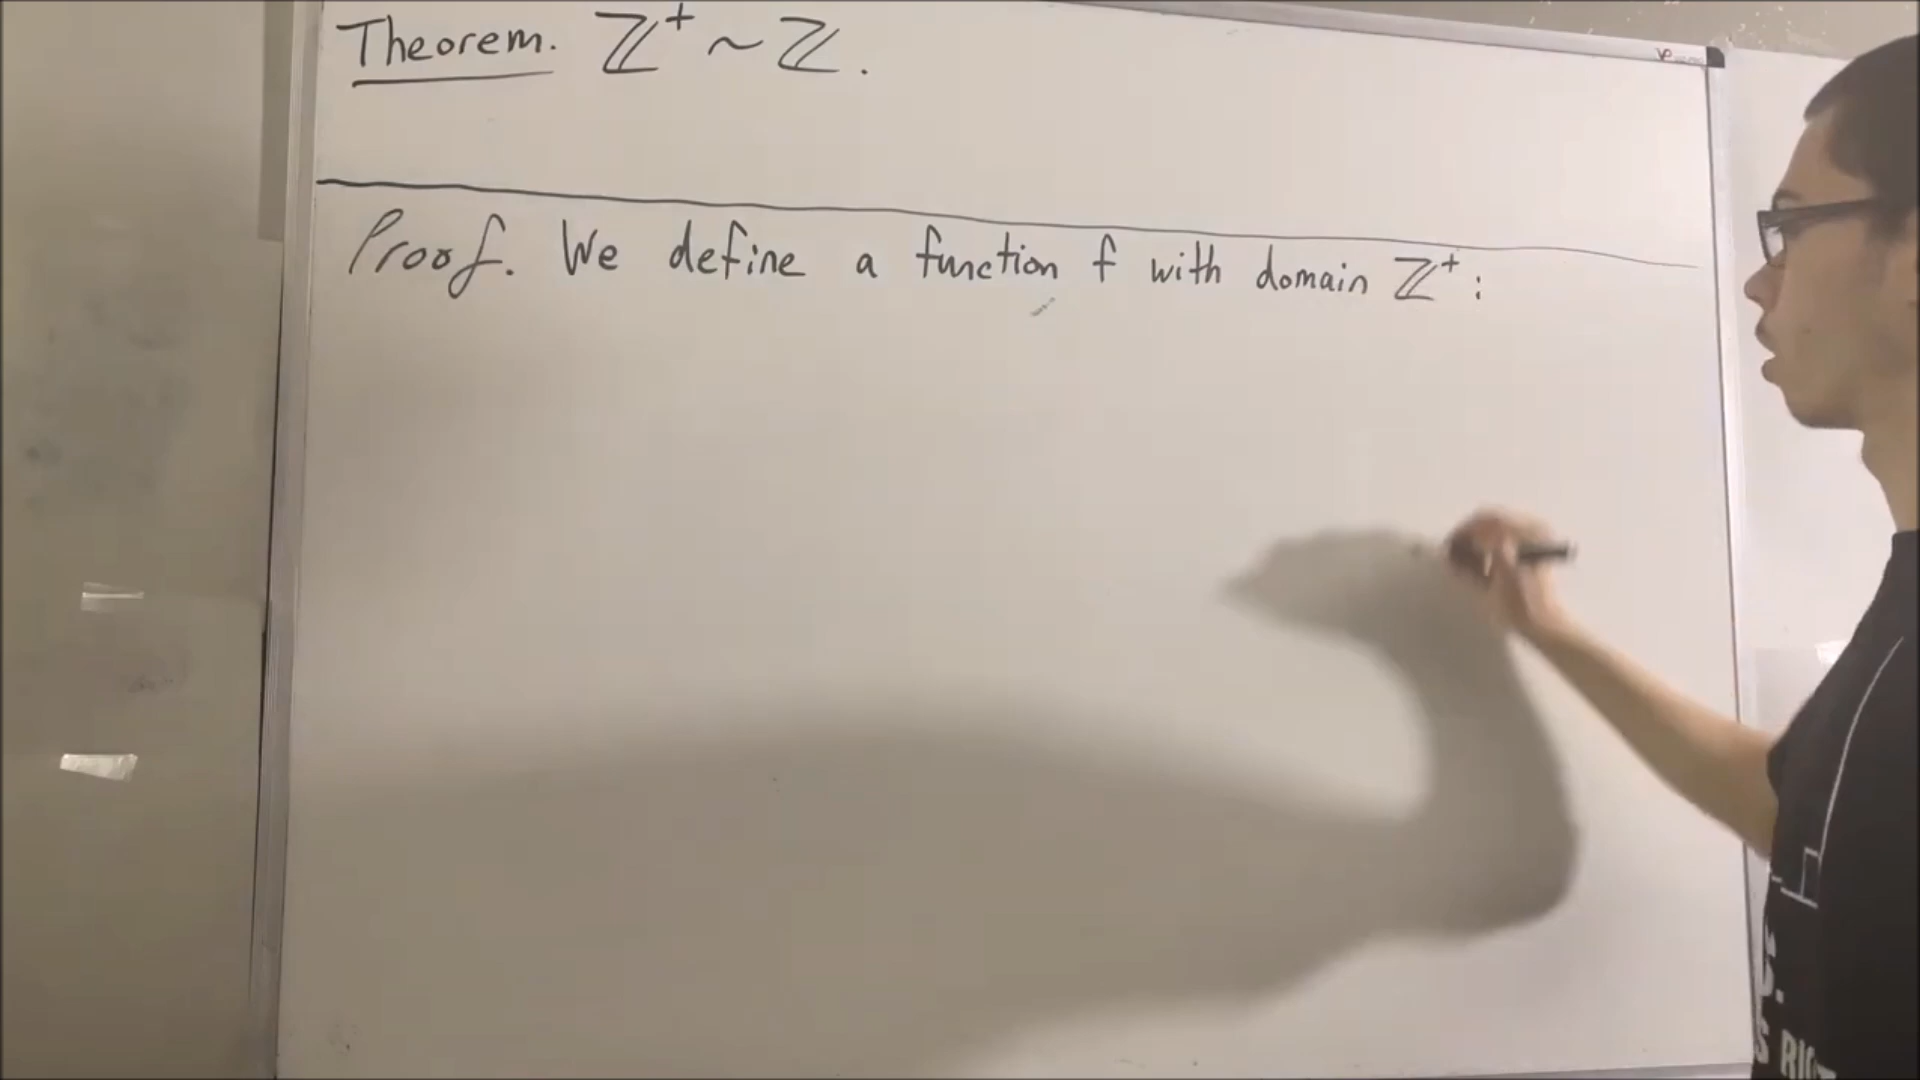 Theorem. ℤ⁺ ~ ℤ.
Proof. We define a function f with domain ℤ⁺: